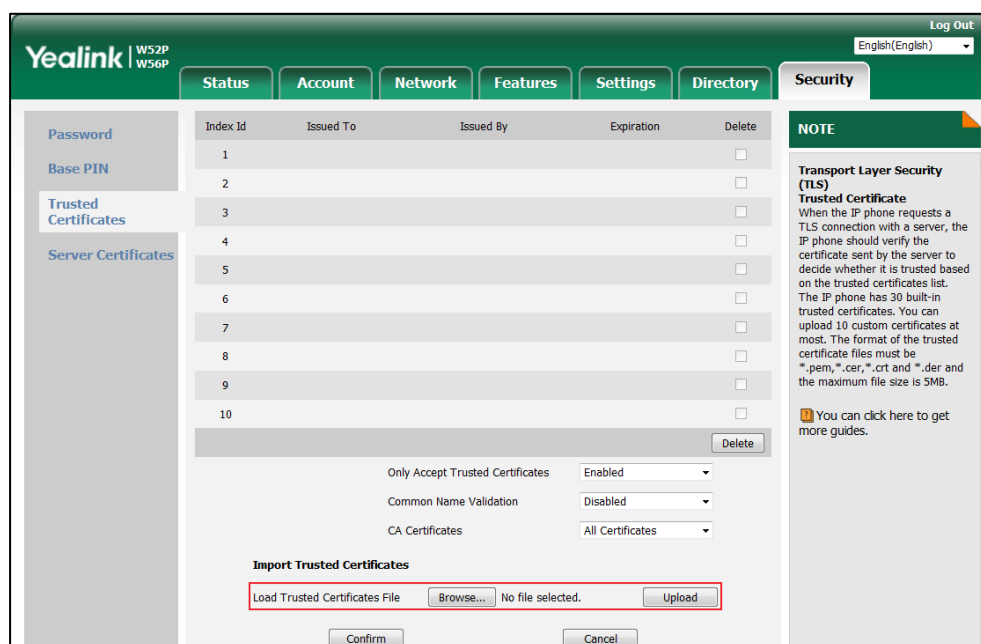 Log Out
Yealink | W52P
W56P
English(English)
Status Account Network Features Settings Directory Security
Password
Base PIN
Trusted
Certificates
Server Certificates
Index Id Issued To Issued By Expiration Delete
1
2
3
4
5
6
7
8
9
10
Delete
Only Accept Trusted Certificates Enabled
Common Name Validation Disabled
CA Certificates All Certificates
Import Trusted Certificates
Load Trusted Certificates File Browse... No file selected. Upload
Confirm Cancel
NOTE
Transport Layer Security
(TLS)
Trusted Certificate
When the IP phone requests a
TLS connection with a server, the
IP phone should verify the
certificate sent by the server to
decide whether it is trusted based
on the trusted certificates list.
The IP phone has 30 built-in
trusted certificates. You can
upload 10 custom certificates at
most. The format of the trusted
certificate files must be
*.pem,*.cer,*.crt and *.der and
the maximum file size is 5MB.
? You can click here to get
more guides.